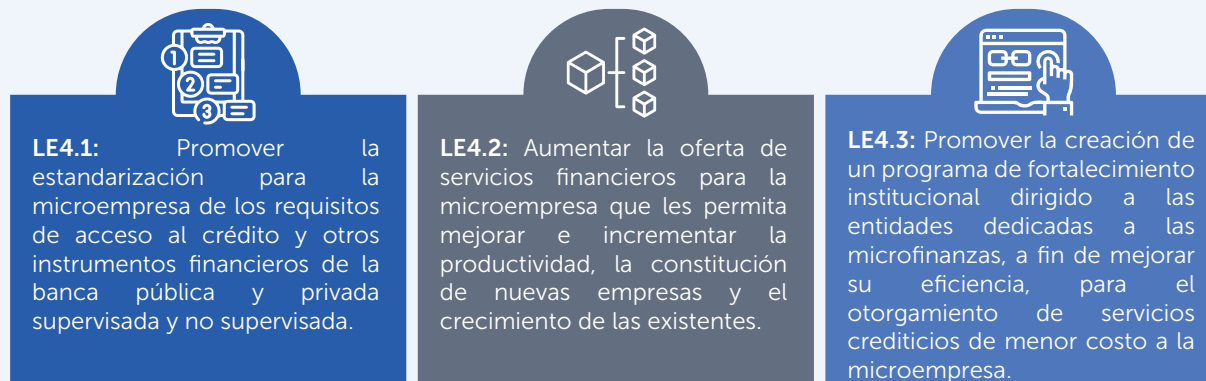 1
2
3
LE4.1: Promover la
estandarización para la
microempresa de los requisitos
de acceso al crédito y otros
instrumentos financieros de la
banca pública y privada
supervisada y no supervisada.
LE4.2: Aumentar la oferta de
servicios financieros para la
microempresa que les permita
mejorar e incrementar la
productividad, la constitución
de nuevas empresas y el
crecimiento de las existentes.
LE4.3: Promover la creación de
un programa de fortalecimiento
institucional dirigido a las
entidades dedicadas a las
microfinanzas, a fin de mejorar
su eficiencia, para el
otorgamiento de servicios
crediticios de menor costo a la
microempresa.